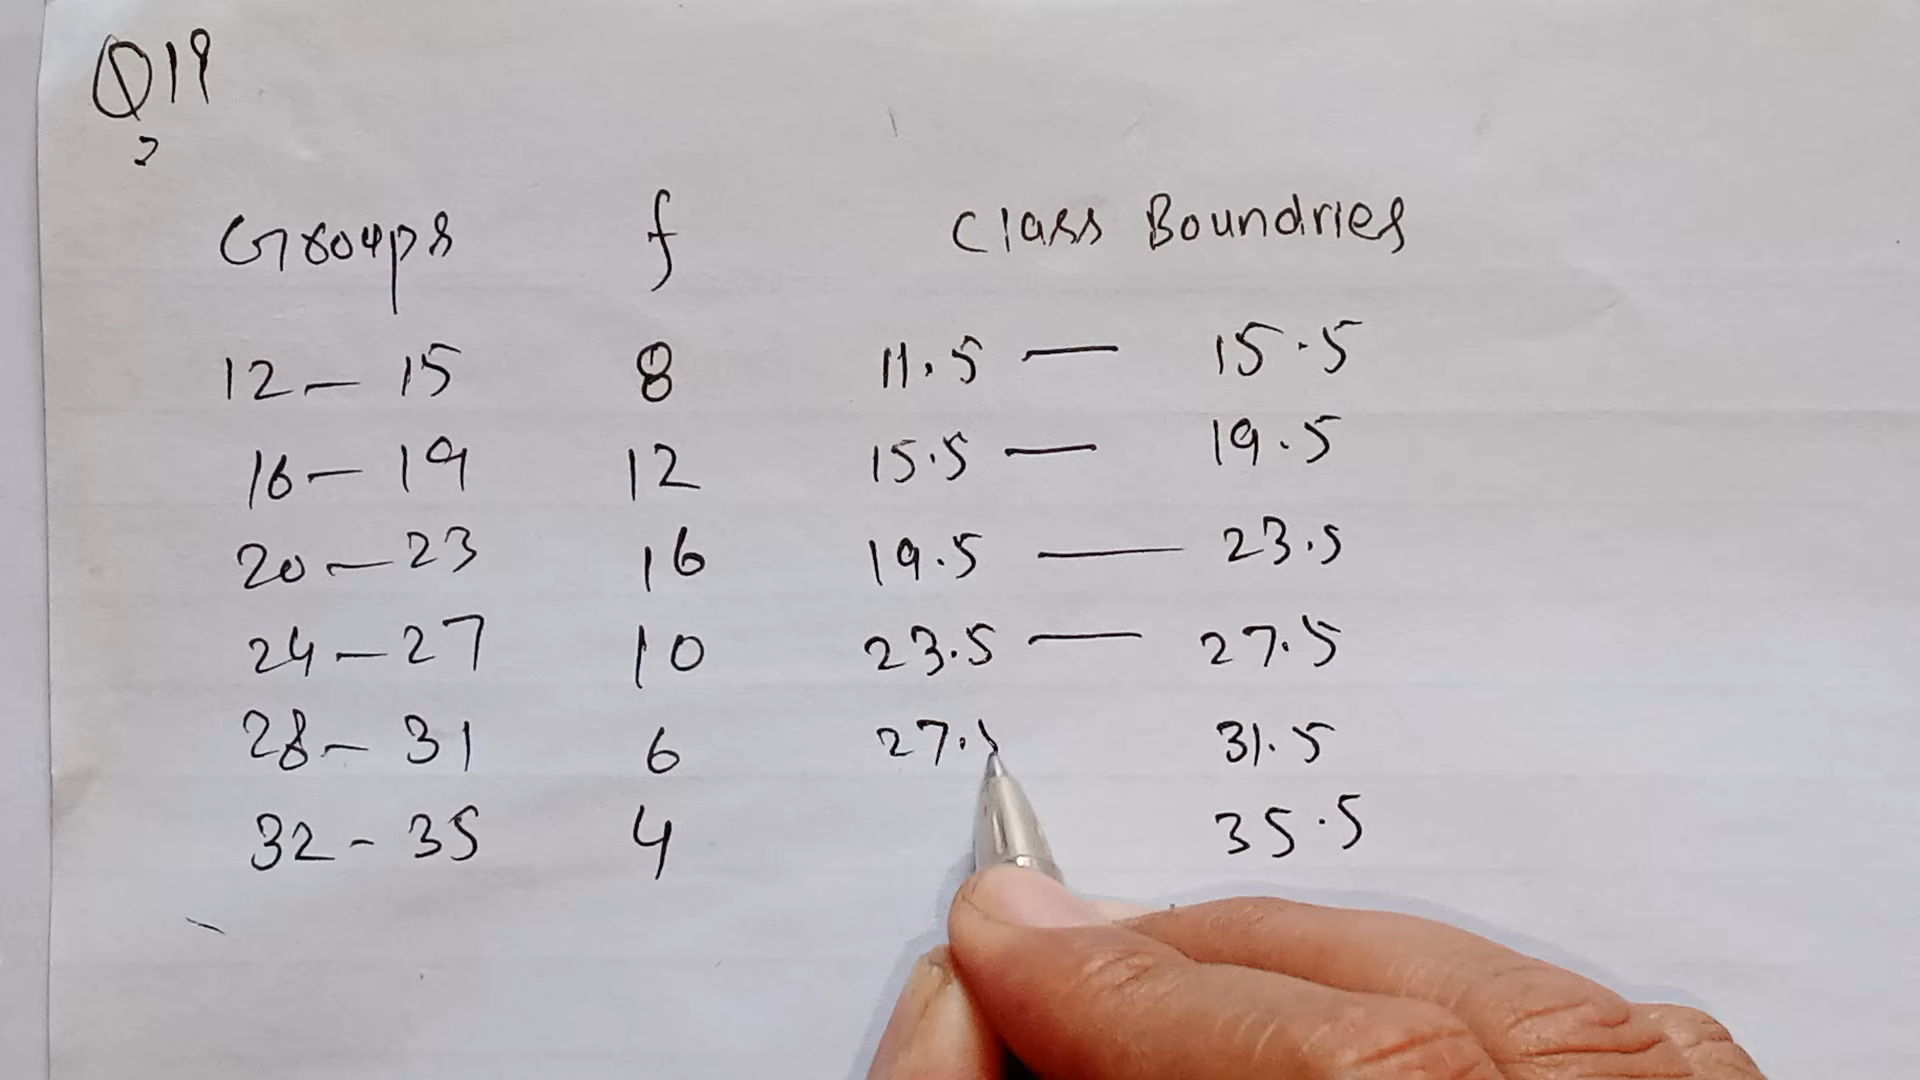 Q19
Groups f Class Boundries
12 – 15 8 11.5 — 15.5
16 – 19 12 15.5 — 19.5
20 – 23 16 19.5 — 23.5
24 – 27 10 23.5 — 27.5
28 – 31 6 27. 31.5
32 - 35 4 35.5